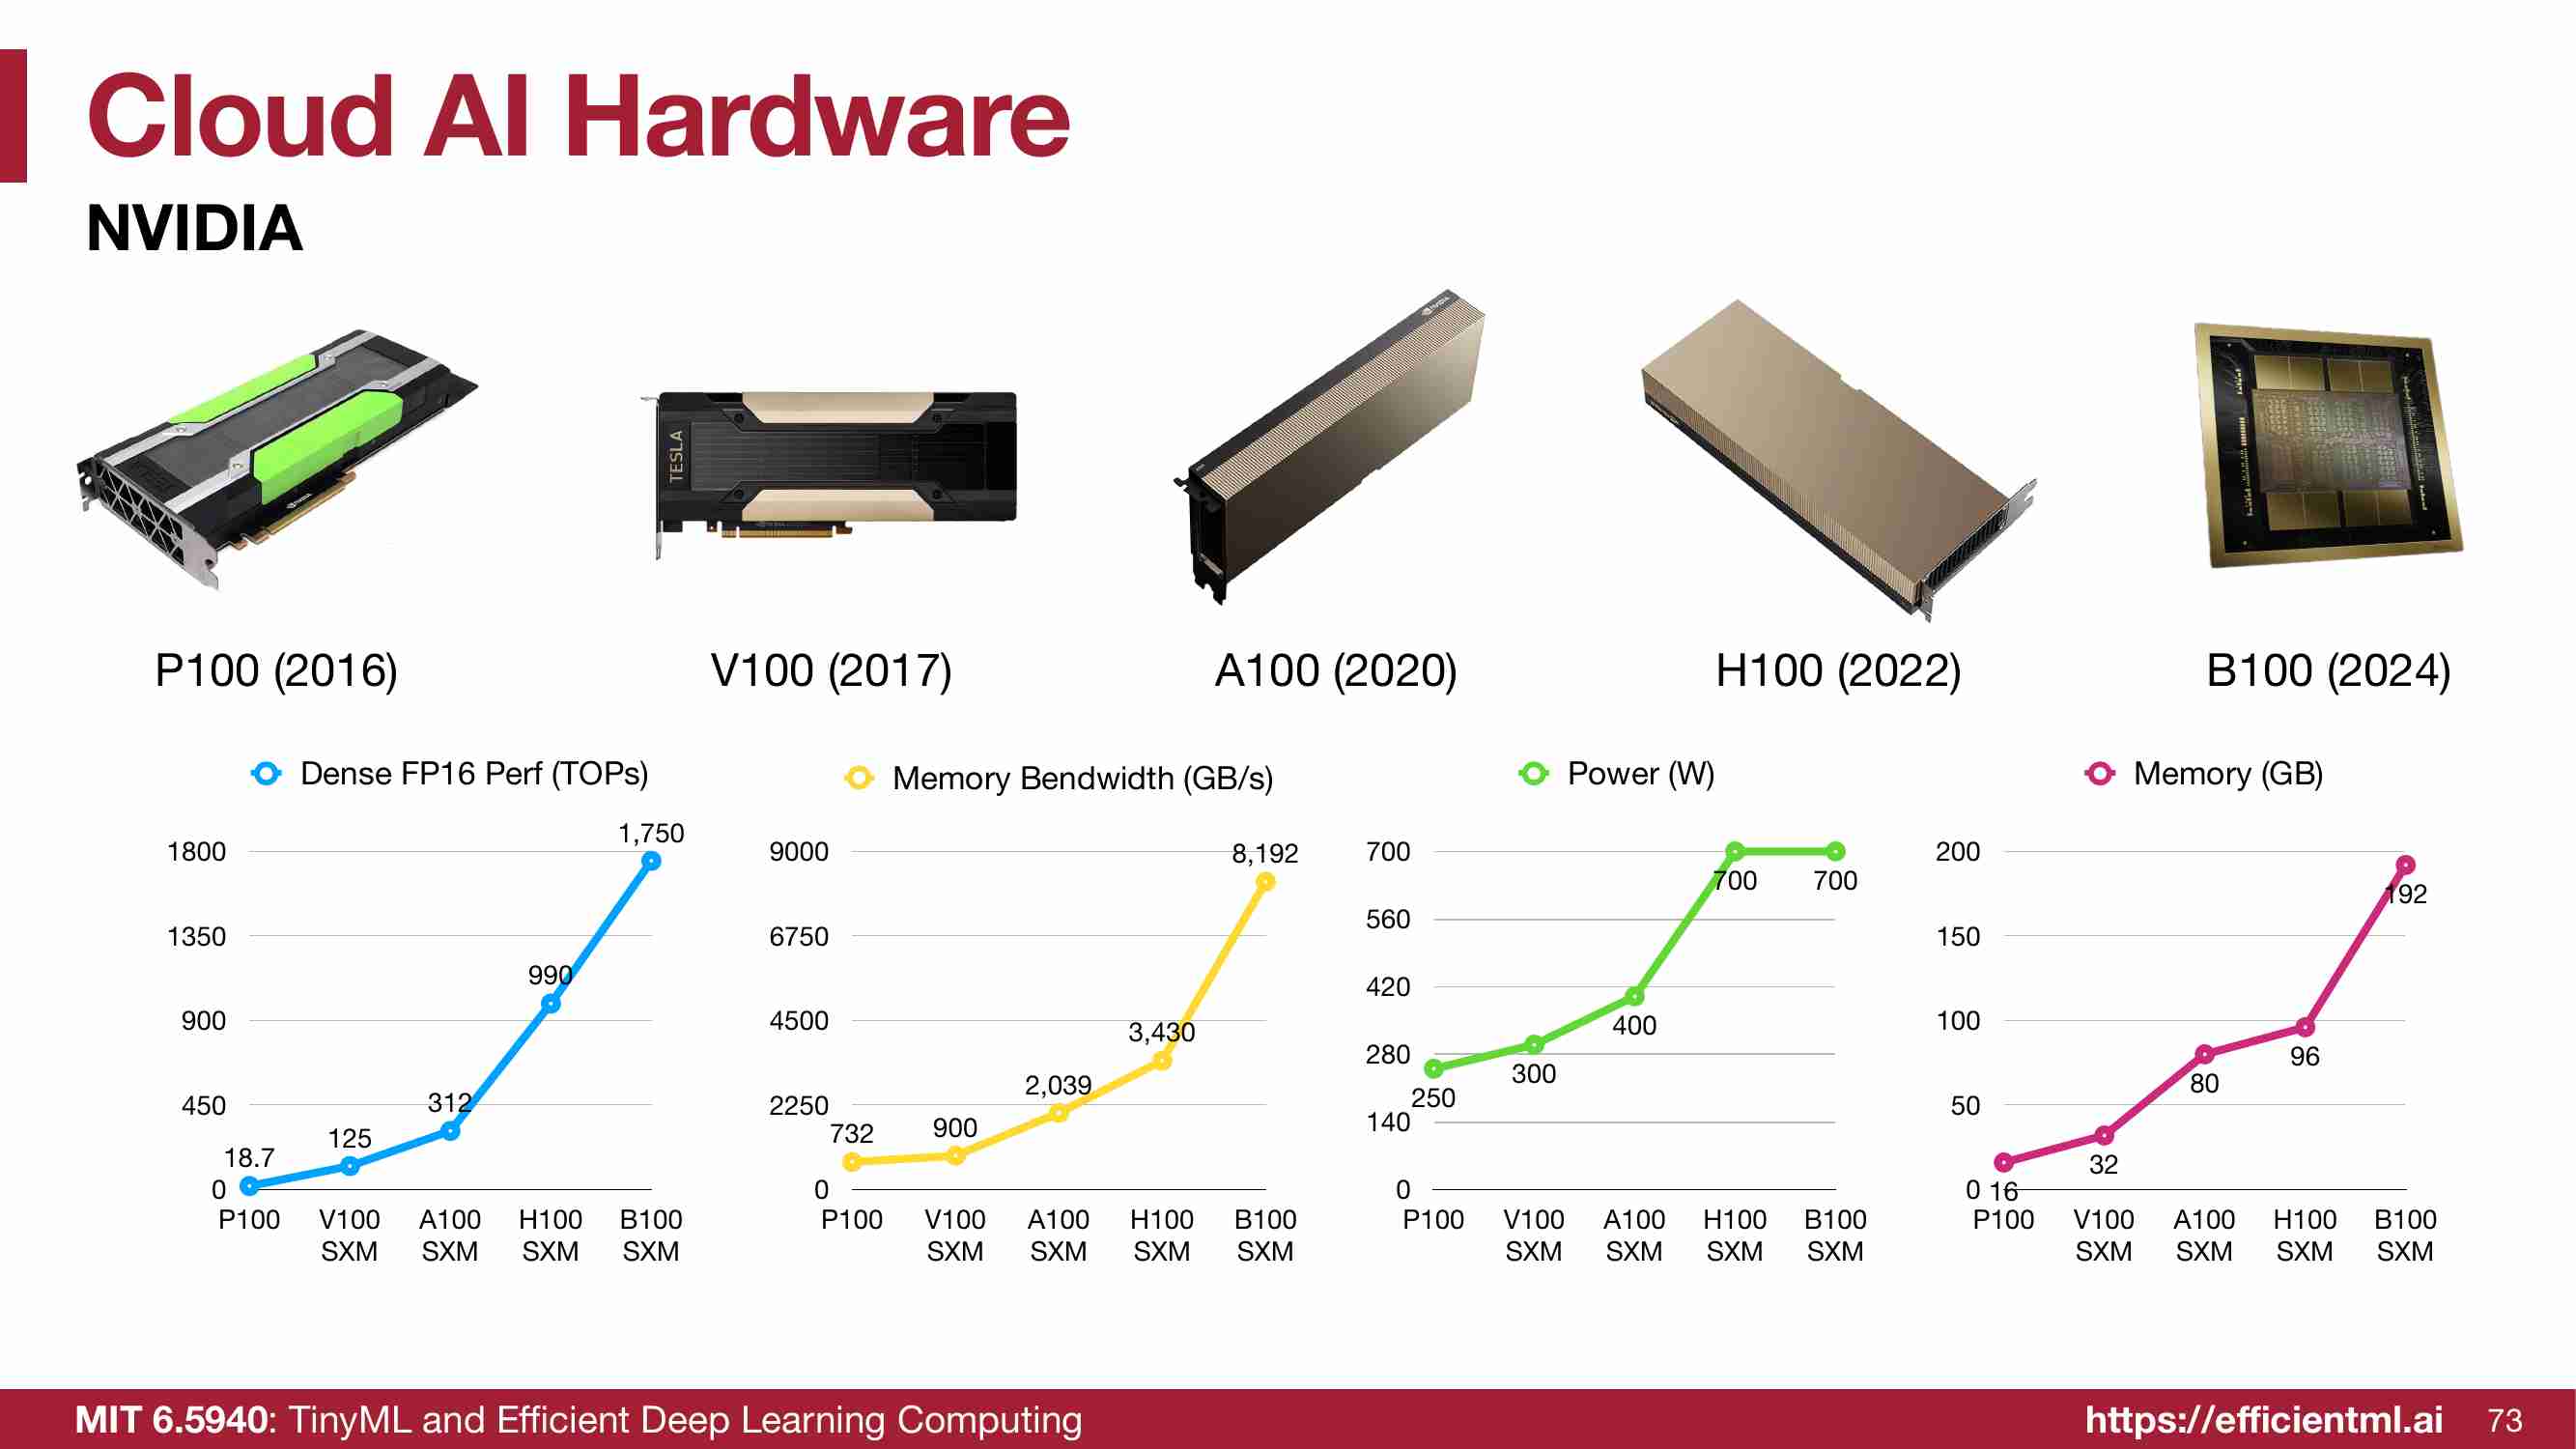 Cloud AI Hardware
NVIDIA
TESLA
P100 (2016)
V100 (2017)
A100 (2020)
H100 (2022)
B100 (2024)
Dense FP16 Perf (TOPs)
1800
1350
900
450
0
18.7
125
312
990
1,750
P100
V100 SXM
A100 SXM
H100 SXM
B100 SXM
Memory Bendwidth (GB/s)
9000
6750
4500
2250
0
732
900
2,039
3,430
8,192
P100
V100 SXM
A100 SXM
H100 SXM
B100 SXM
Power (W)
700
560
420
280
140
0
250
300
400
700
700
P100
V100 SXM
A100 SXM
H100 SXM
B100 SXM
Memory (GB)
200
150
100
50
0
16
32
80
96
192
P100
V100 SXM
A100 SXM
H100 SXM
B100 SXM
MIT 6.5940: TinyML and Efficient Deep Learning Computing
https://efficientml.ai
73